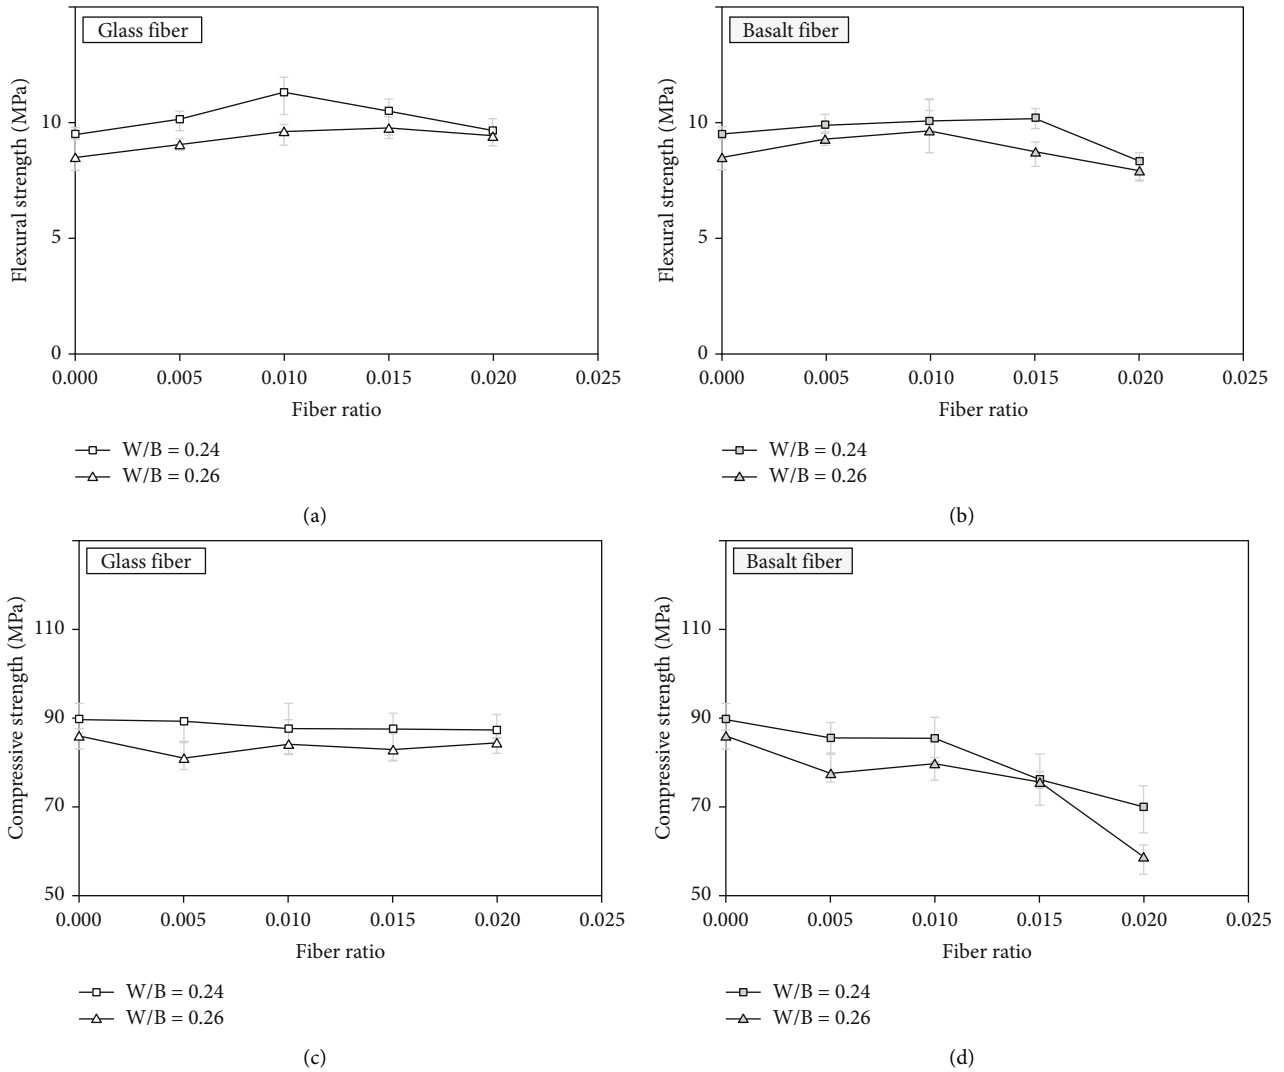 Glass fiber
Flexural strength (MPa)
10
5
0
0.000 0.005 0.010 0.015 0.020 0.025
Fiber ratio
W/B = 0.24
W/B = 0.26
(a)
Basalt fiber
Flexural strength (MPa)
10
5
0
0.000 0.005 0.010 0.015 0.020 0.025
Fiber ratio
W/B = 0.24
W/B = 0.26
(b)
Glass fiber
Compressive strength (MPa)
110
90
70
50
0.000 0.005 0.010 0.015 0.020 0.025
Fiber ratio
W/B = 0.24
W/B = 0.26
(c)
Basalt fiber
Compressive strength (MPa)
110
90
70
50
0.000 0.005 0.010 0.015 0.020 0.025
Fiber ratio
W/B = 0.24
W/B = 0.26
(d)